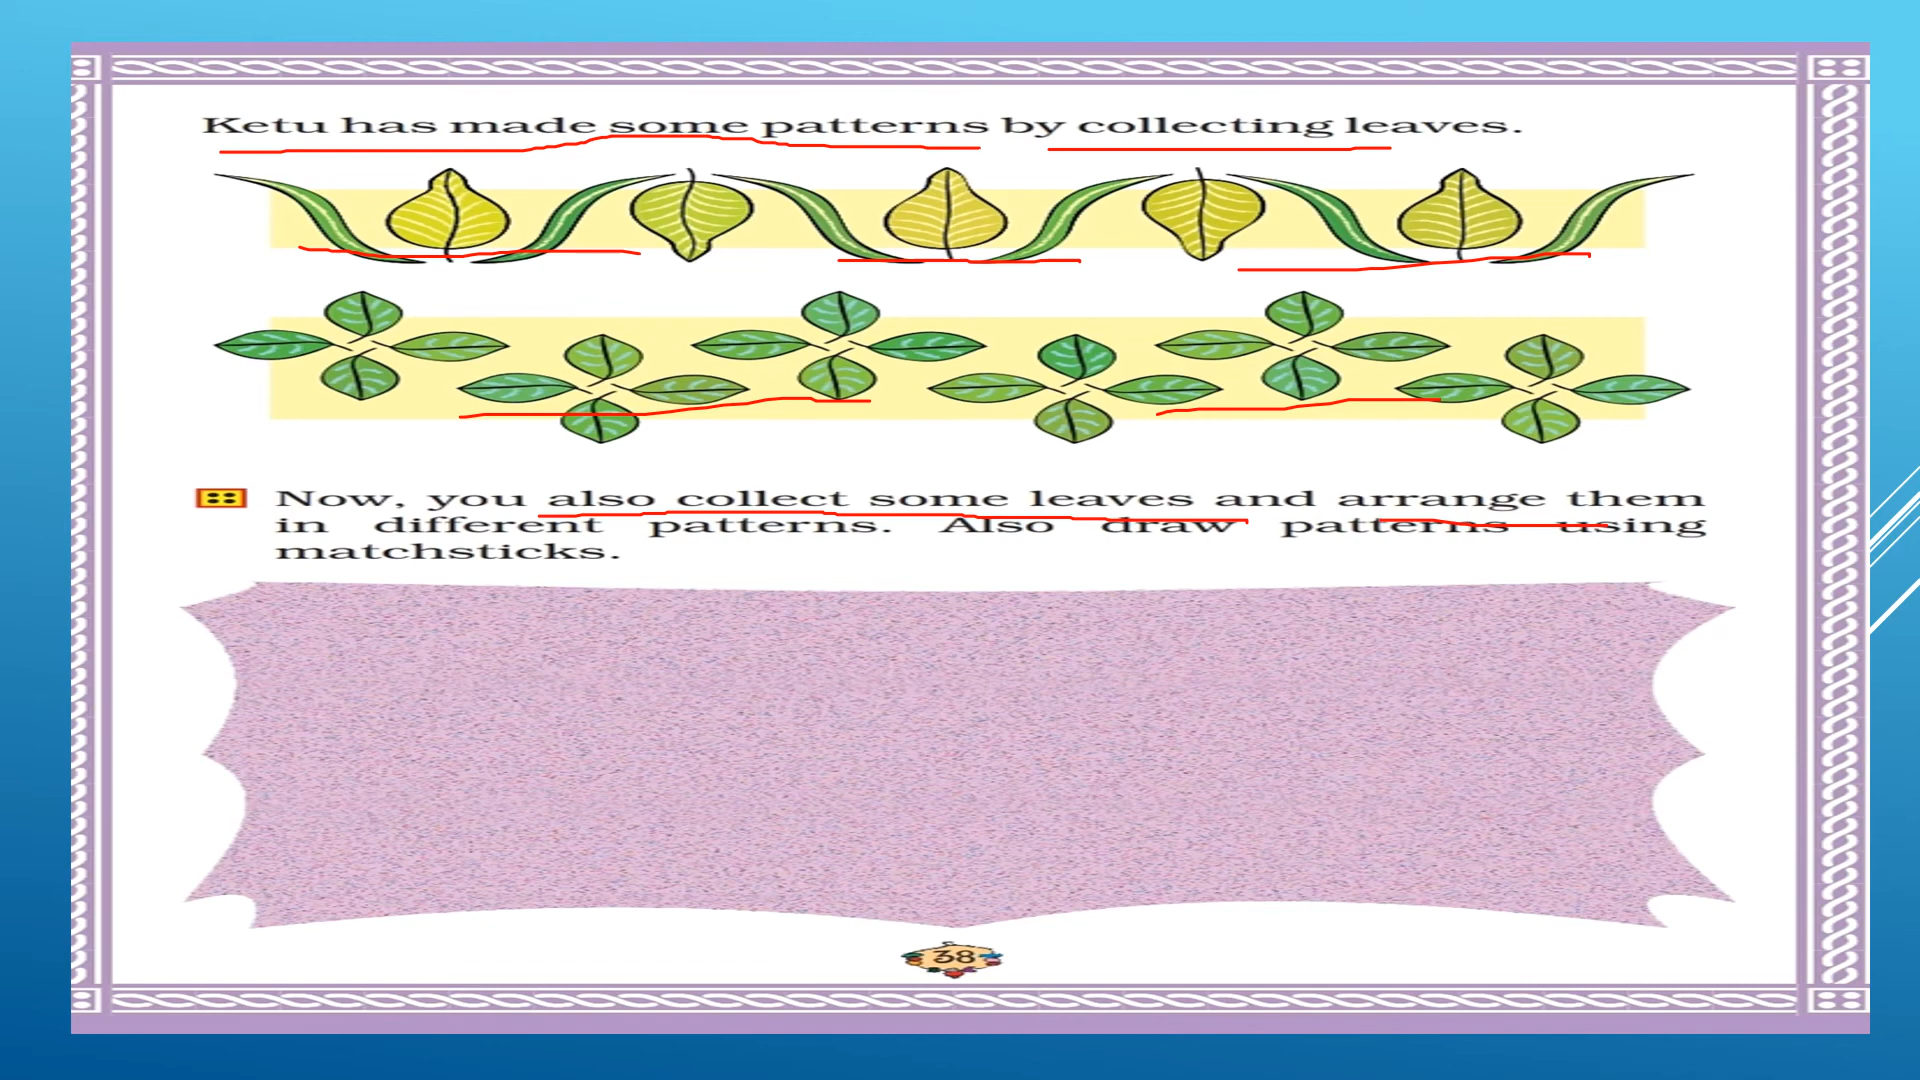 Ketu has made some patterns by collecting leaves.
Now, you also collect some leaves and arrange them
in different patterns. Also draw patterns using
matchsticks.
38